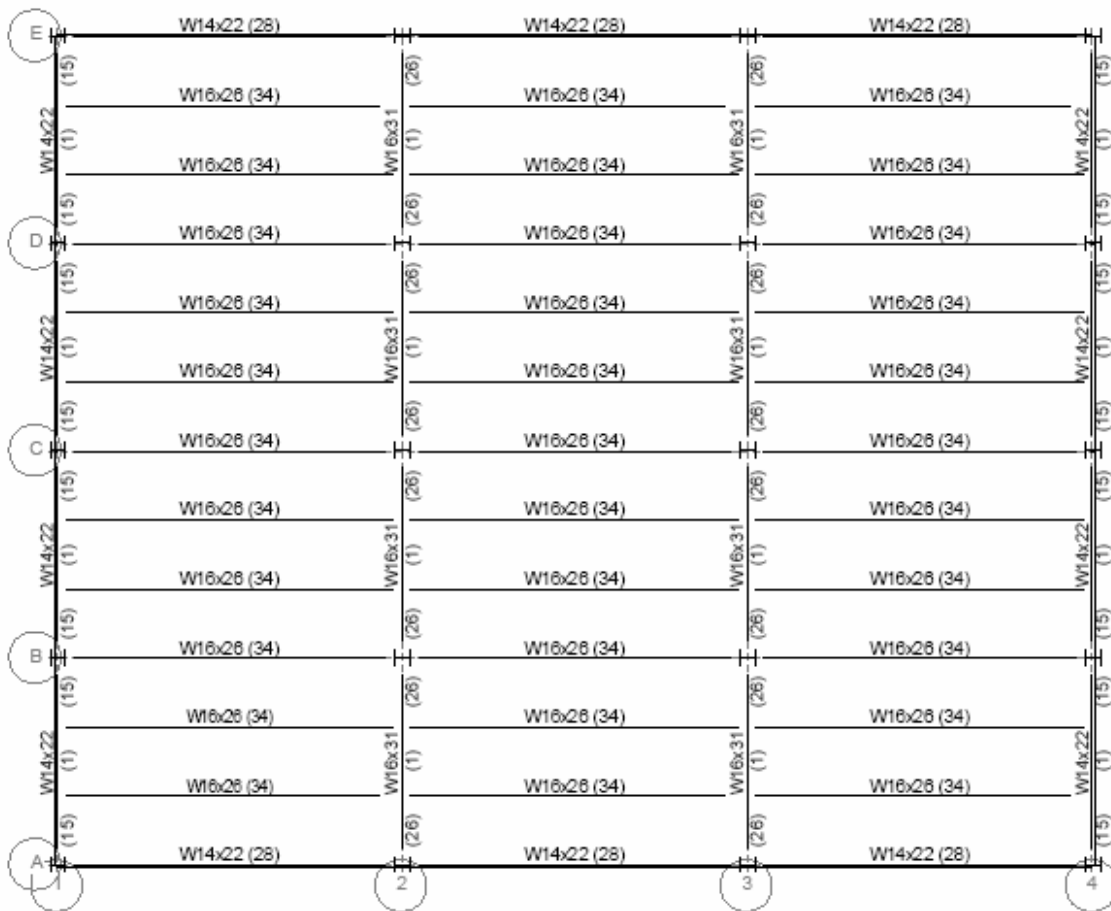 E W14x22 (28) W14x22 (28) W14x22 (28)
(15) (26) (26) (15)
W16x26 (34) W16x26 (34) W16x26 (34)
W14x22 (1) W16x31 (1) W16x31 (1) W14x22 (1)
W16x26 (34) W16x26 (34) W16x26 (34)
(15) (26) (26) (15)
D W16x26 (34) W16x26 (34) W16x26 (34)
(15) (26) (26) (15)
W16x26 (34) W16x26 (34) W16x26 (34)
W14x22 (1) W16x31 (1) W16x31 (1) W14x22 (1)
W16x26 (34) W16x26 (34) W16x26 (34)
(15) (26) (26) (15)
C W16x26 (34) W16x26 (34) W16x26 (34)
(15) (26) (26) (15)
W16x26 (34) W16x26 (34) W16x26 (34)
W14x22 (1) W16x31 (1) W16x31 (1) W14x22 (1)
W16x26 (34) W16x26 (34) W16x26 (34)
(15) (26) (26) (15)
B W16x26 (34) W16x26 (34) W16x26 (34)
(15) (26) (26) (15)
W16x26 (34) W16x26 (34) W16x26 (34)
W14x22 (1) W16x31 (1) W16x31 (1) W14x22 (1)
W16x26 (34) W16x26 (34) W16x26 (34)
(15) (26) (26) (15)
A W14x22 (28) W14x22 (28) W14x22 (28)
1 2 3 4